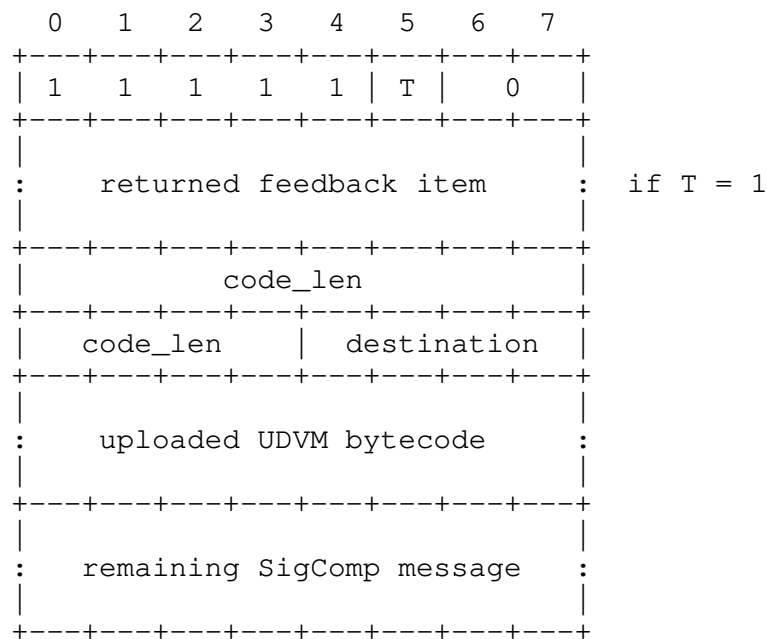 0   1   2   3   4   5   6   7
+---+---+---+---+---+---+---+---+
| 1   1   1   1   1 | T |   0   |
+---+---+---+---+---+---+---+---+
|                               |
:    returned feedback item     :  if T = 1
|                               |
+---+---+---+---+---+---+---+---+
|           code_len            |
+---+---+---+---+---+---+---+---+
|   code_len    |  destination  |
+---+---+---+---+---+---+---+---+
|                               |
:    uploaded UDVM bytecode     :
|                               |
+---+---+---+---+---+---+---+---+
|                               |
:   remaining SigComp message   :
|                               |
+---+---+---+---+---+---+---+---+